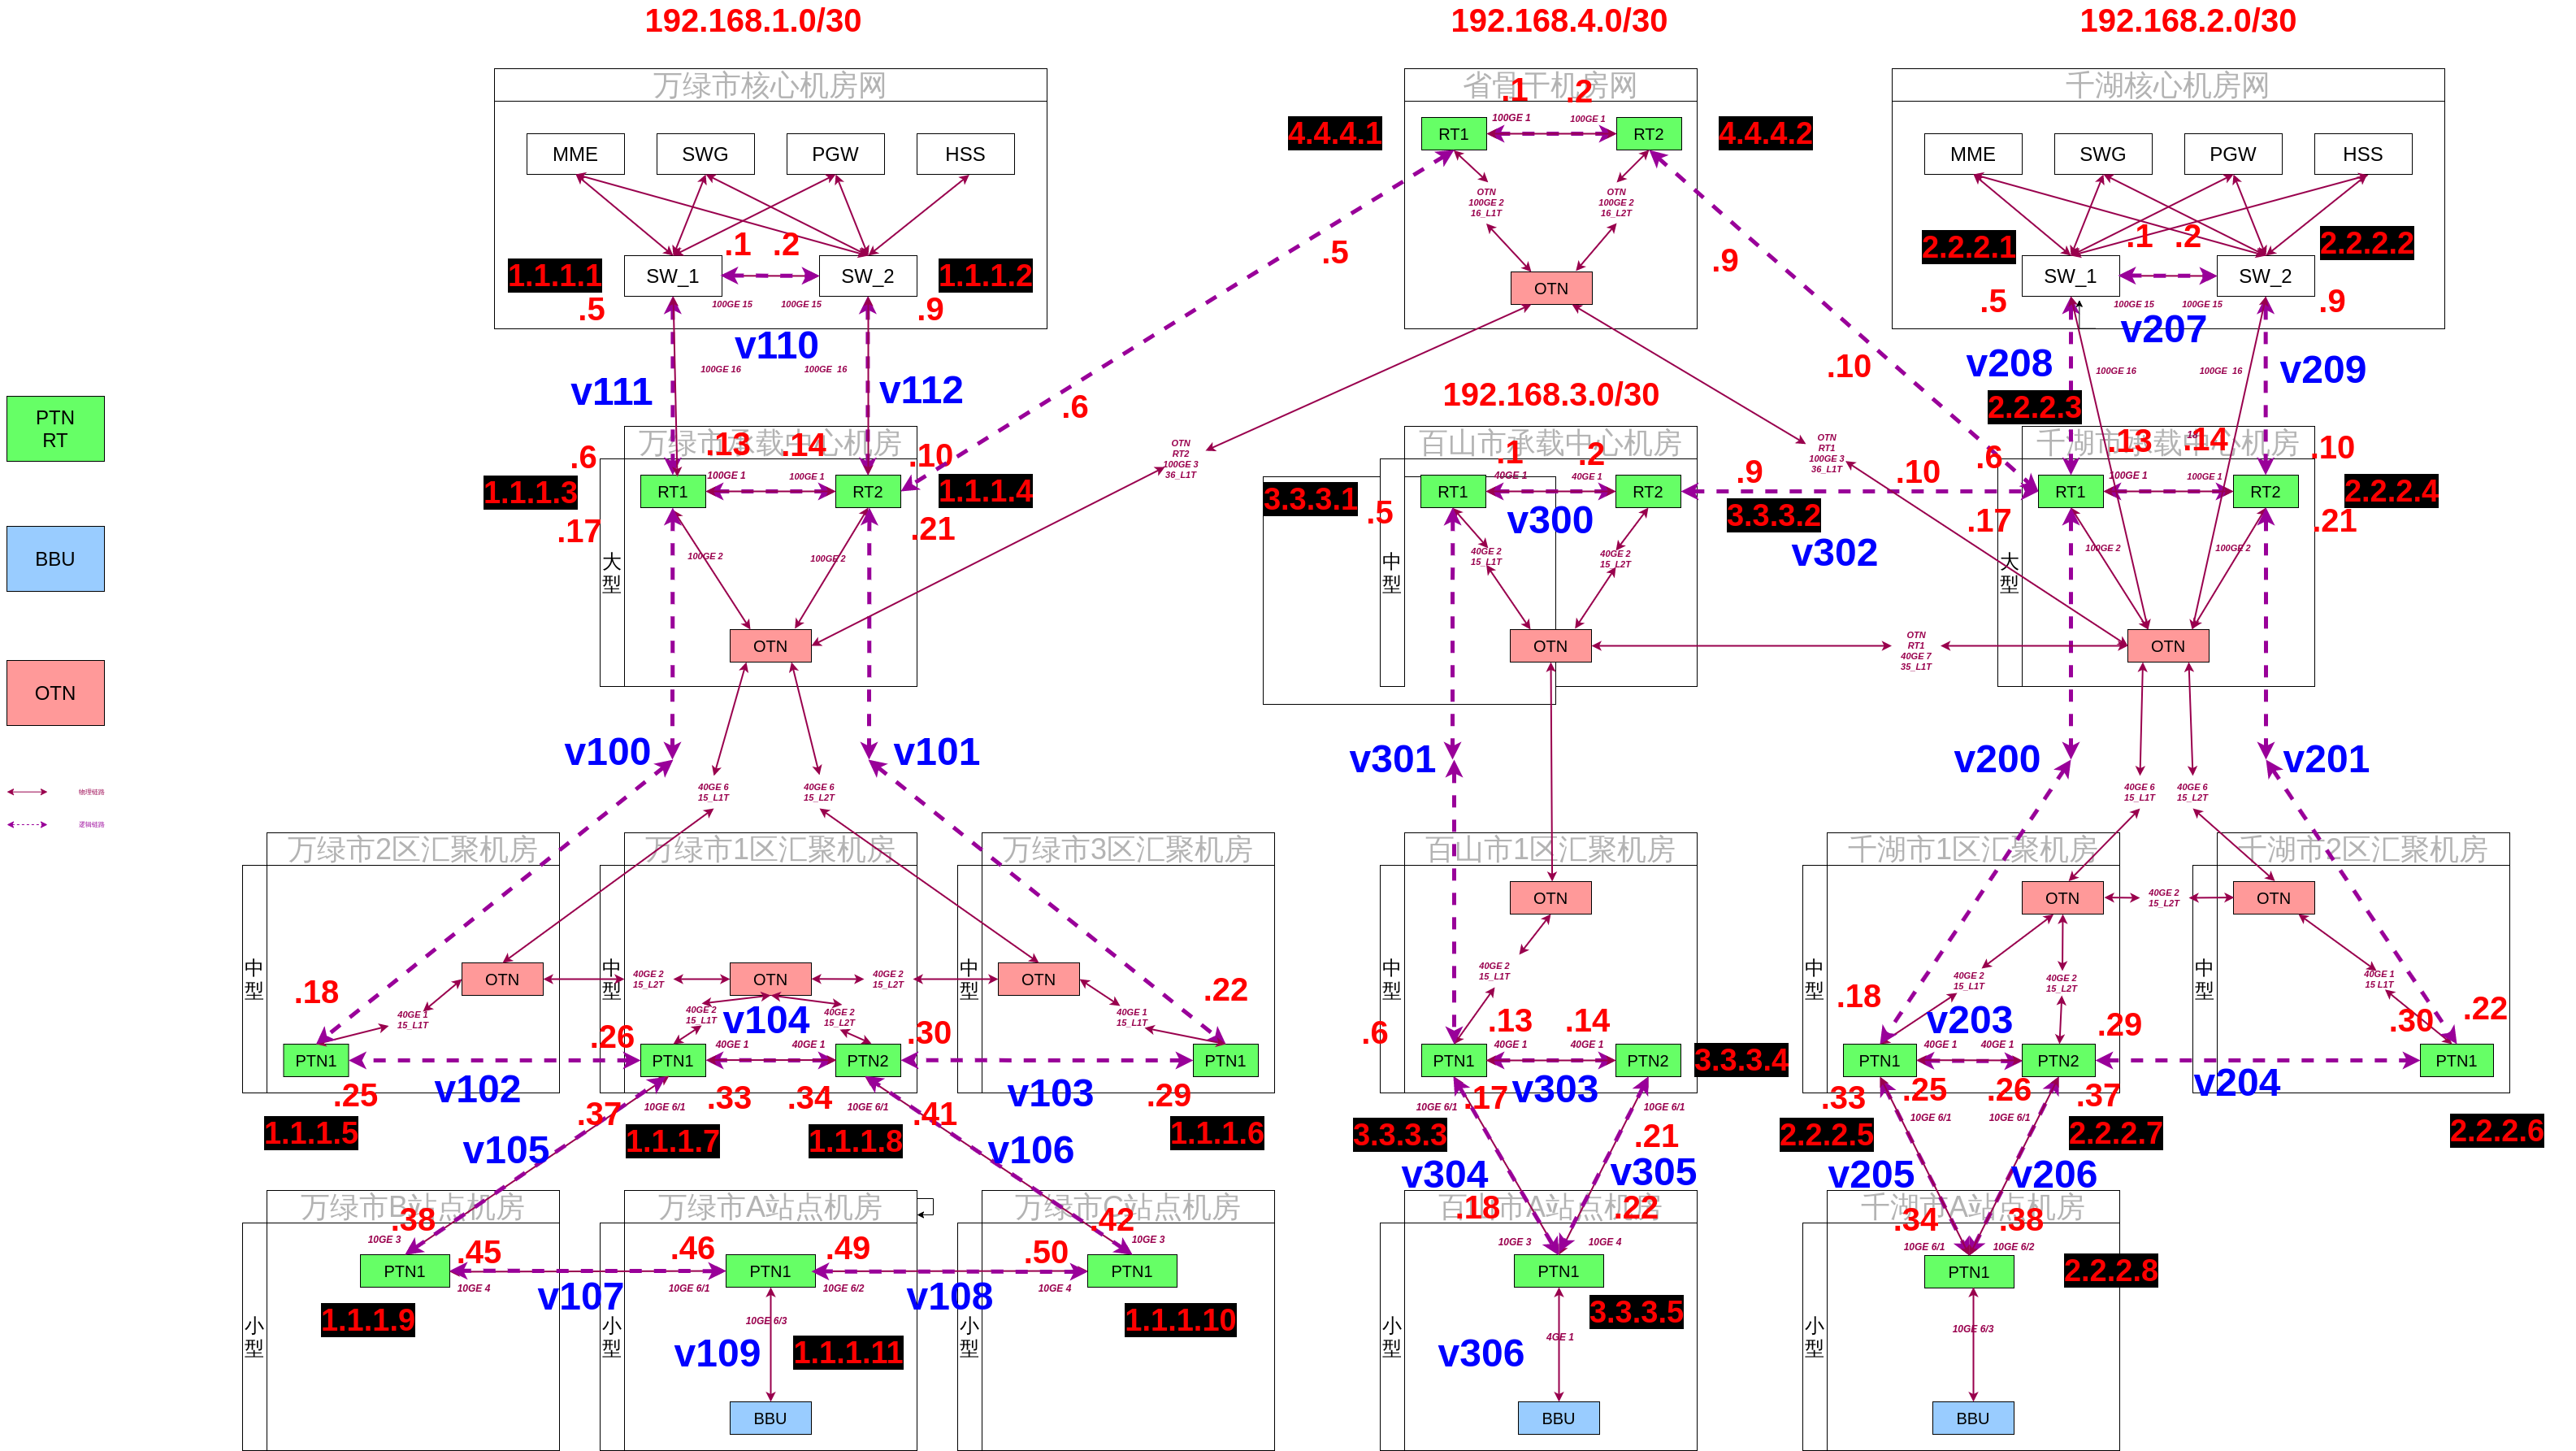 192.168.1.0/30
192.168.4.0/30
192.168.2.0/30
万绿市核心机房网
省骨干机房网
千湖核心机房网
MME
SWG
PGW
HSS
1.1.1.1
.1
.2
SW_1
SW_2
1.1.1.2
.5
100GE 15
100GE 15
.9
4.4.4.1
.1
.2
100GE 1
100GE 1
RT1
RT2
4.4.4.2
OTN
100GE 2
16_L1T
OTN
100GE 2
16_L2T
OTN
MME
SWG
PGW
HSS
2.2.2.1
.1
.2
2.2.2.2
SW_1
SW_2
.5
100GE 15
100GE 15
.9
v207
.5
.9
.6
.10
v110
v111
100GE 16
100GE 16
v112
v208
100GE 16
100GE 16
v209
2.2.2.3
PTN
RT
BBU
OTN
物理链路
逻辑链路
万绿市承载中心机房
.6
.13
.14
.10
1.1.1.3
100GE 1
100GE 1
RT1
RT2
1.1.1.4
.17
.21
100GE 2
100GE 2
大
型
OTN
OTN
RT2
100GE 3
36_L1T
192.168.3.0/30
百山市承载中心机房
.1
.2
3.3.3.1
40GE 1
40GE 1
RT1
RT2
.5
v300
40GE 2
15_L1T
40GE 2
15_L2T
中
型
OTN
OTN
RT1
100GE 3
36_L1T
.9
.10
3.3.3.2
v302
OTN
RT1
40GE 7
35_L1T
千湖市承载中心机房
.6
.13
.14
.10
100GE 1
100GE 1
RT1
RT2
2.2.2.4
.17
.21
100GE 2
100GE 2
大
型
OTN
v100
v101
40GE 6
15_L1T
40GE 6
15_L2T
v301
v200
v201
40GE 6
15_L1T
40GE 6
15_L2T
万绿市2区汇聚机房
中
型
OTN
.18
40GE 1
15_L1T
PTN1
.25
v102
1.1.1.5
万绿市1区汇聚机房
中
型
40GE 2
15_L2T
OTN
40GE 2
15_L2T
40GE 2
15_L1T
v104
40GE 2
15_L2T
.26
40GE 1
40GE 1
.30
PTN1
PTN2
.37
10GE 6/1
.33
.34
10GE 6/1
.41
1.1.1.7
1.1.1.8
万绿市3区汇聚机房
中
型
OTN
.22
40GE 1
15_L1T
PTN1
v103
.29
1.1.1.6
百山市1区汇聚机房
OTN
中
型
40GE 2
15_L1T
.6
.13
.14
40GE 1
40GE 1
PTN1
PTN2
3.3.3.4
10GE 6/1
.17
v303
10GE 6/1
3.3.3.3
.21
v304
v305
千湖市1区汇聚机房
OTN
40GE 2
15_L2T
中
型
40GE 2
15_L1T
40GE 2
15_L2T
.18
v203
.29
40GE 1
40GE 1
PTN1
PTN2
.33
.25
.26
.37
10GE 6/1
10GE 6/1
2.2.2.5
2.2.2.7
v205
v206
千湖市2区汇聚机房
OTN
中
型
40GE 1
15 L1T
.30
.22
PTN1
v204
2.2.2.6
v105
v106
万绿市B站点机房
.38
10GE 3
.45
PTN1
10GE 4
v107
1.1.1.9
小
型
万绿市A站点机房
.46
.49
PTN1
10GE 6/1
10GE 6/2
v108
10GE 6/3
小
型
v109
1.1.1.11
BBU
万绿市C站点机房
.42
.50
10GE 3
PTN1
10GE 4
1.1.1.10
小
型
百山市A站点机房
.18
.22
10GE 3
10GE 4
PTN1
3.3.3.5
小
型
v306
4GE 1
BBU
千湖市A站点机房
.34
.38
10GE 6/1
10GE 6/2
PTN1
2.2.2.8
10GE 6/3
小
型
BBU